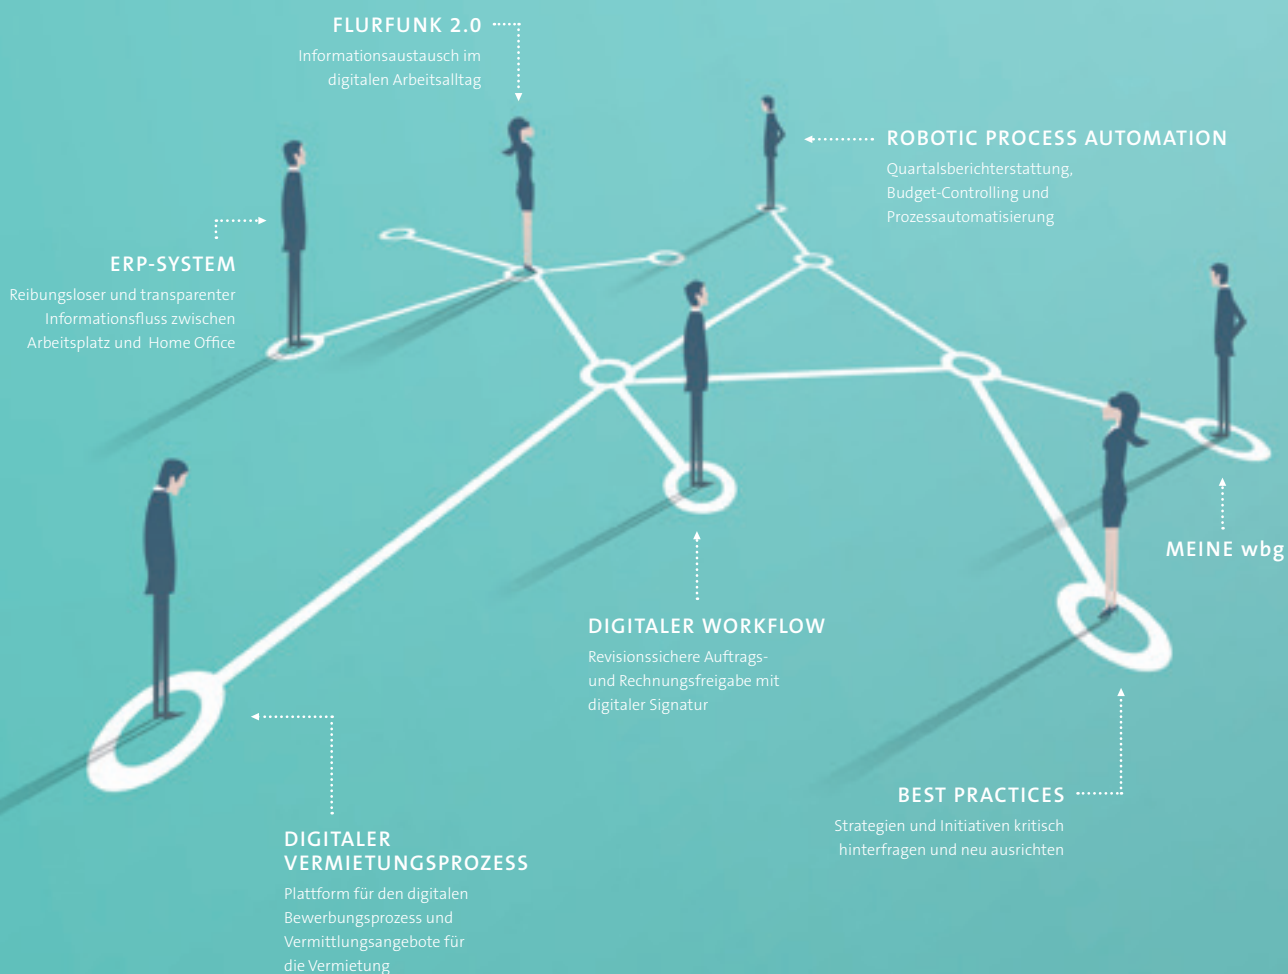 FLURFUNK 2.0
Informationsaustausch im
digitalen Arbeitsalltag
ROBOTIC PROCESS AUTOMATION
Quartalsberichterstattung,
Budget-Controlling und
Prozessautomatisierung
ERP-SYSTEM
Reibungsloser und transparenter
Informationsfluss zwischen
Arbeitsplatz und Home Office
MEINE wbg
DIGITALER WORKFLOW
Revisionssichere Auftrags-
und Rechnungsfreigabe mit
digitaler Signatur
BEST PRACTICES
Strategien und Initiativen kritisch
hinterfragen und neu ausrichten
DIGITALER
VERMIETUNGSPROZESS
Plattform für den digitalen
Bewerbungsprozess und
Vermittlungsangebote für
die Vermietung